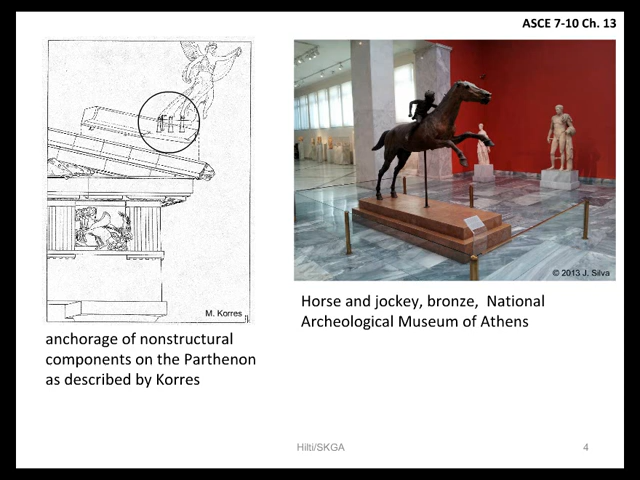 ASCE 7-10 Ch. 13
M. Korres
© 2013 J. Silva
anchorage of nonstructural
components on the Parthenon
as described by Korres
Horse and jockey, bronze, National
Archeological Museum of Athens
Hilti/SKGA
4